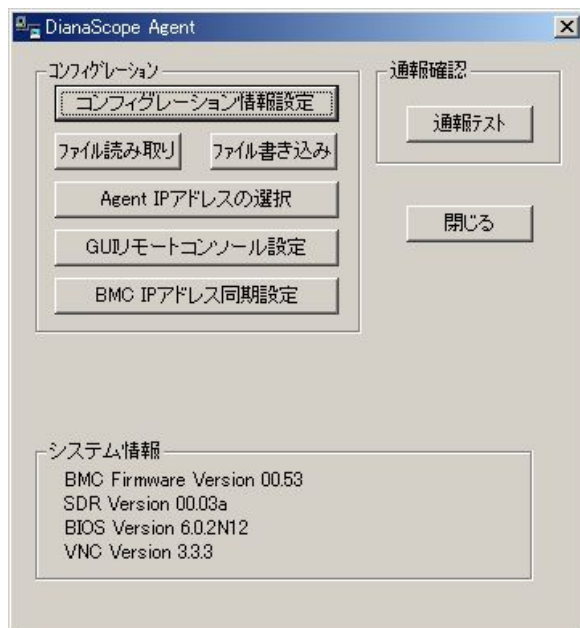 DianaScope Agent
コンフィグレーション
コンフィグレーション情報設定
ファイル読み取り
ファイル書き込み
Agent IPアドレスの選択
GUIリモートコンソール設定
BMC IPアドレス同期設定
通報確認
通報テスト
閉じる
システム情報
BMC Firmware Version 00.53
SDR Version 00.03a
BIOS Version 6.0.2N12
VNC Version 3.3.3